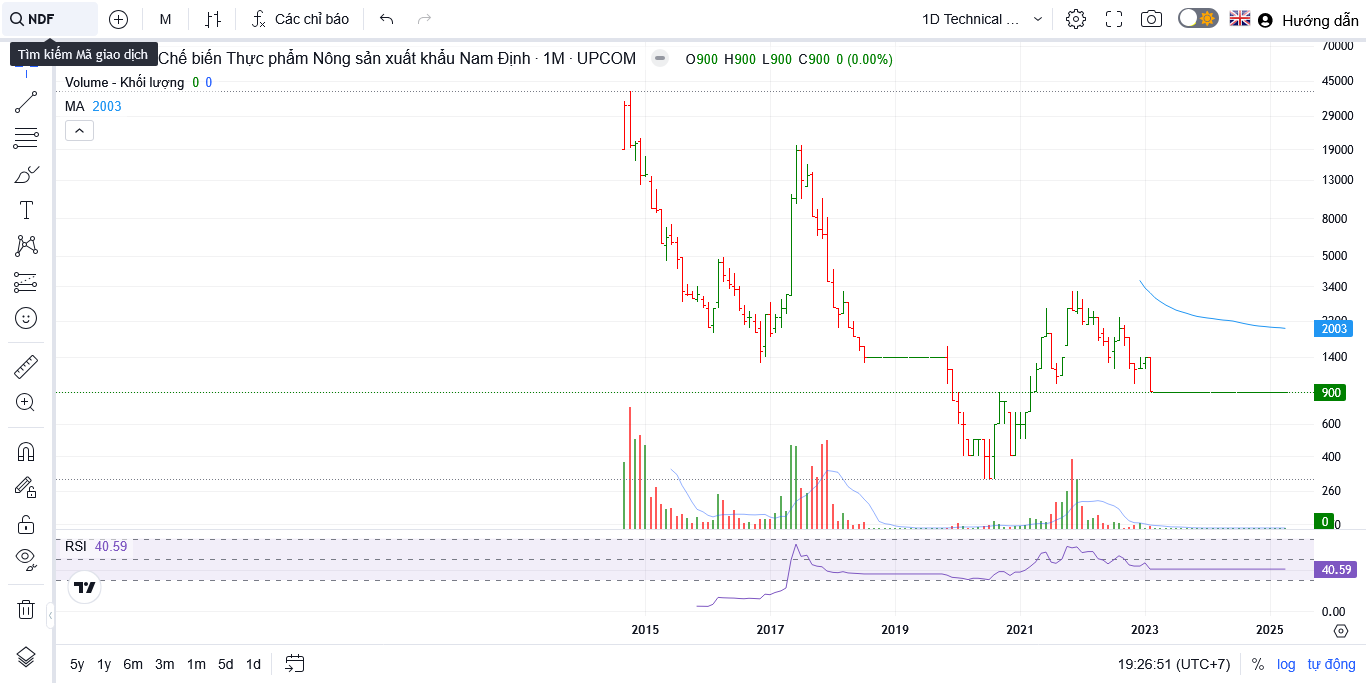 NDF
M
Các chỉ báo
1D Technical ...
Hướng dẫn
Tìm kiếm Mã giao dịch
Chế biến Thực phẩm Nông sản xuất khẩu Nam Định · 1M · UPCOM
O900 H900 L900 C900 0 (0.00%)
Volume - Khối lượng 0 0
MA 2003
70000
45000
29000
19000
13000
8000
5000
3400
2200
2003
1400
900
600
400
260
0
0
RSI 40.59
40.59
0.00
2015 2017 2019 2021 2023 2025
5y 1y 6m 3m 1m 5d 1d
19:26:51 (UTC+7)
% log tự động